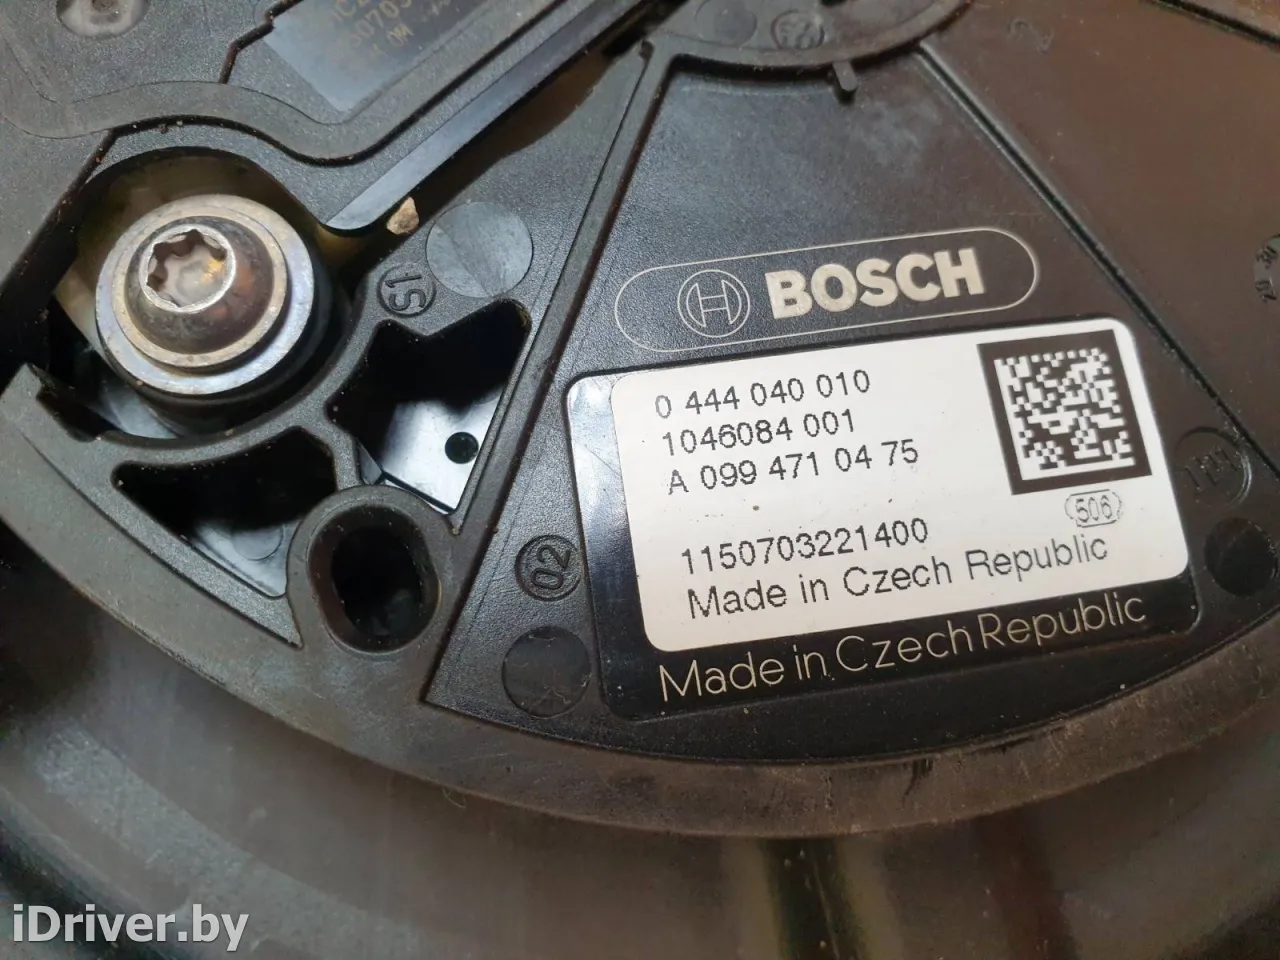 BOSCH
0 444 040 010
1046084 001
A 099 471 04 75
506
1150703221400
Made in Czech Republic
Made in Czech Republic
S1
02
iDriver.by